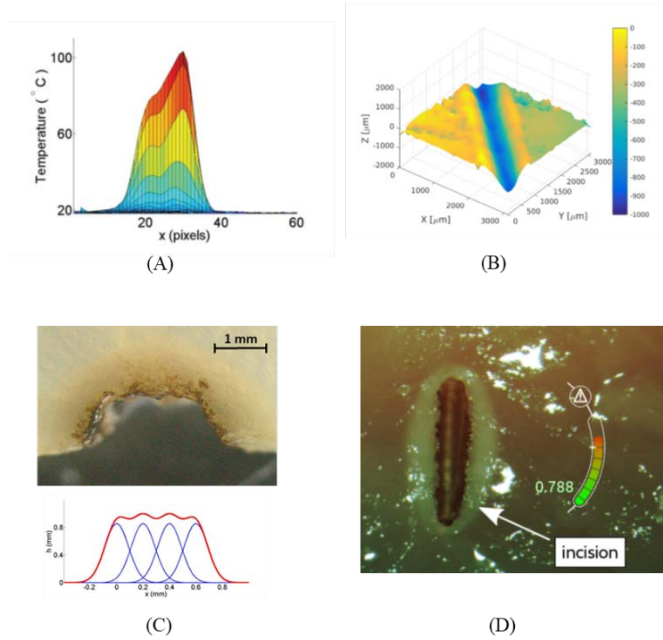 100
60
20
Temperature ( ° C )
20 40 60
x (pixels)
(A)
2000
1000
0
-1000
-2000
Z [μm]
0
1000
2000
3000
X [μm]
0
500
1000
1500
2000
2500
3000
Y [μm]
0
-100
-200
-300
-400
-500
-600
-700
-800
-900
-1000
(B)
1 mm
0.8
0.4
0
h (mm)
-0.2 0 0.2 0.4 0.6 0.8
x (mm)
(C)
0.788
incision
(D)